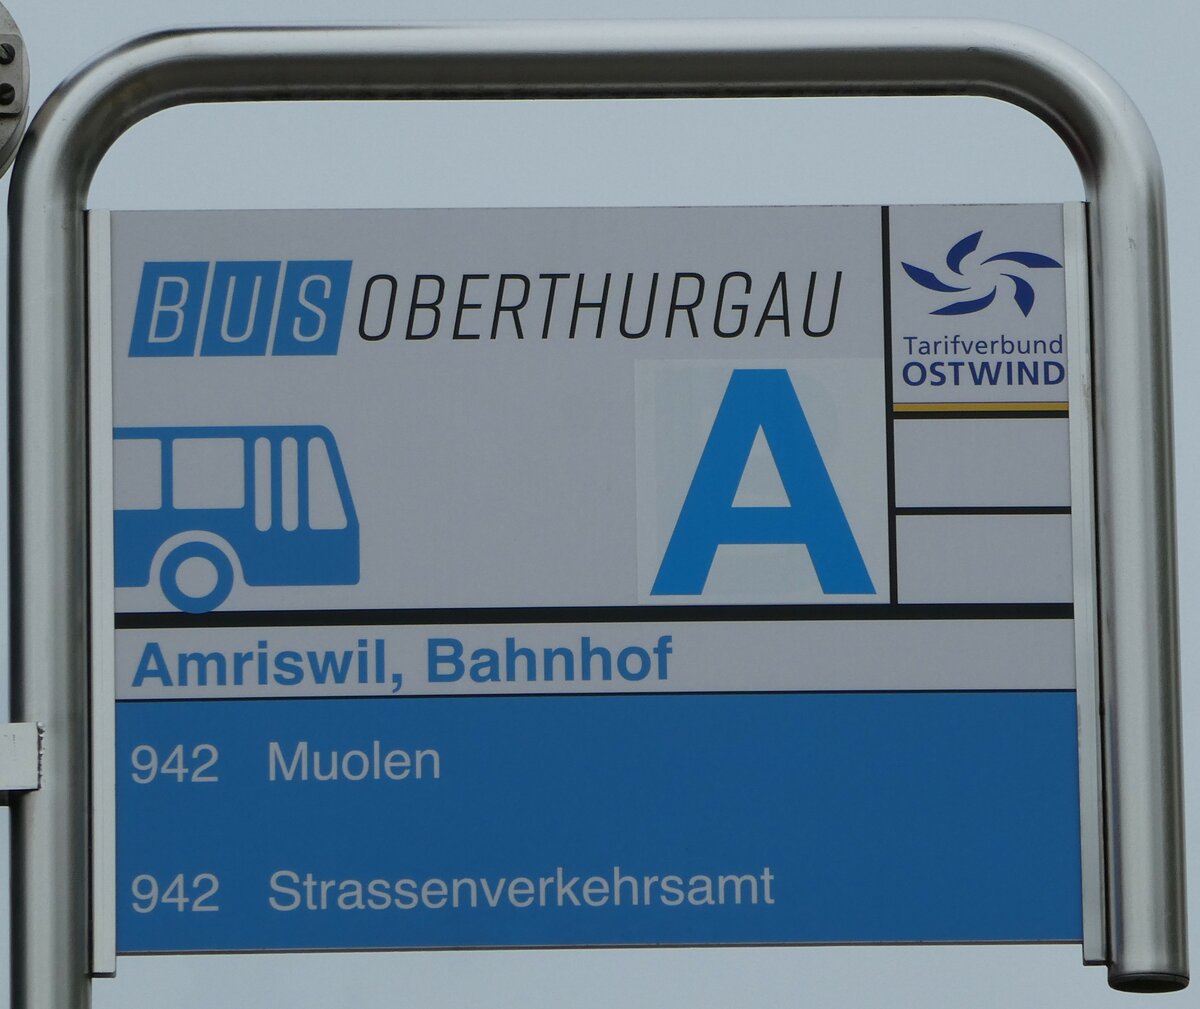 BUS OBERTHURGAU
Tarifverbund
OSTWIND
A
Amriswil, Bahnhof
942 Muolen
942 Strassenverkehrsamt